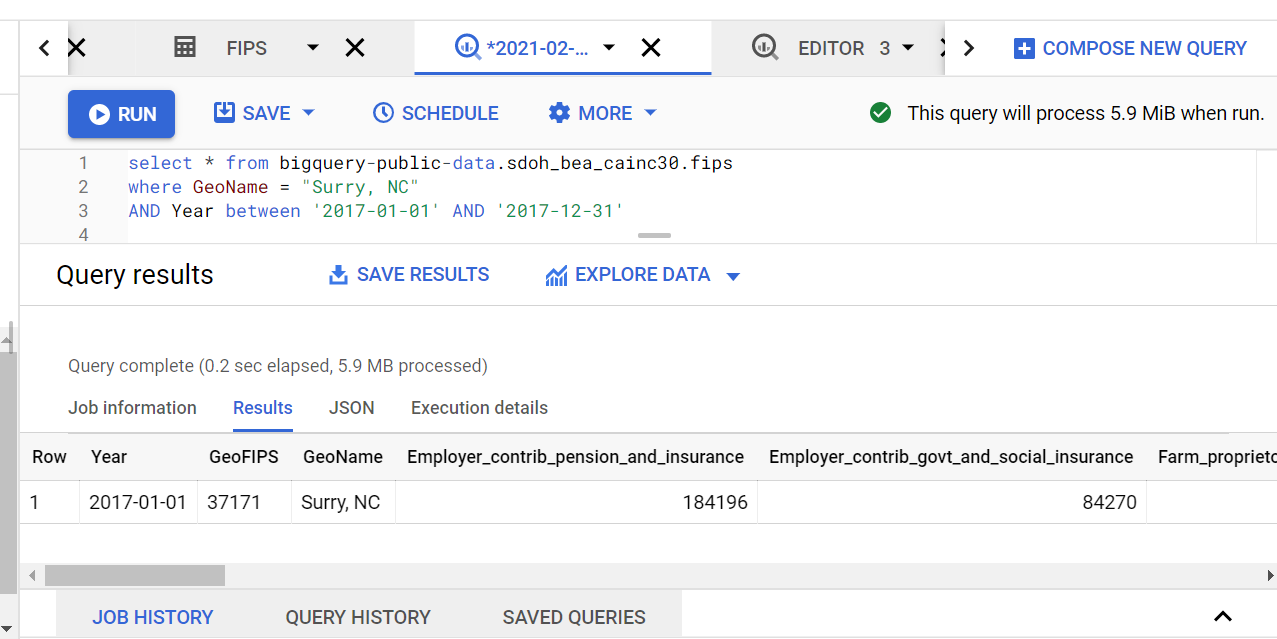 FIPS *2021-02-... EDITOR 3 COMPOSE NEW QUERY
RUN SAVE SCHEDULE MORE This query will process 5.9 MiB when run.
1 select * from bigquery-public-data.sdoh_bea_cainc30.fips
2 where GeoName = "Surry, NC"
3 AND Year between '2017-01-01' AND '2017-12-31'
4
Query results SAVE RESULTS EXPLORE DATA
Query complete (0.2 sec elapsed, 5.9 MB processed)
Job information Results JSON Execution details
Row Year GeoFIPS GeoName Employer_contrib_pension_and_insurance Employer_contrib_govt_and_social_insurance Farm_proprieto
1 2017-01-01 37171 Surry, NC 184196 84270
JOB HISTORY QUERY HISTORY SAVED QUERIES